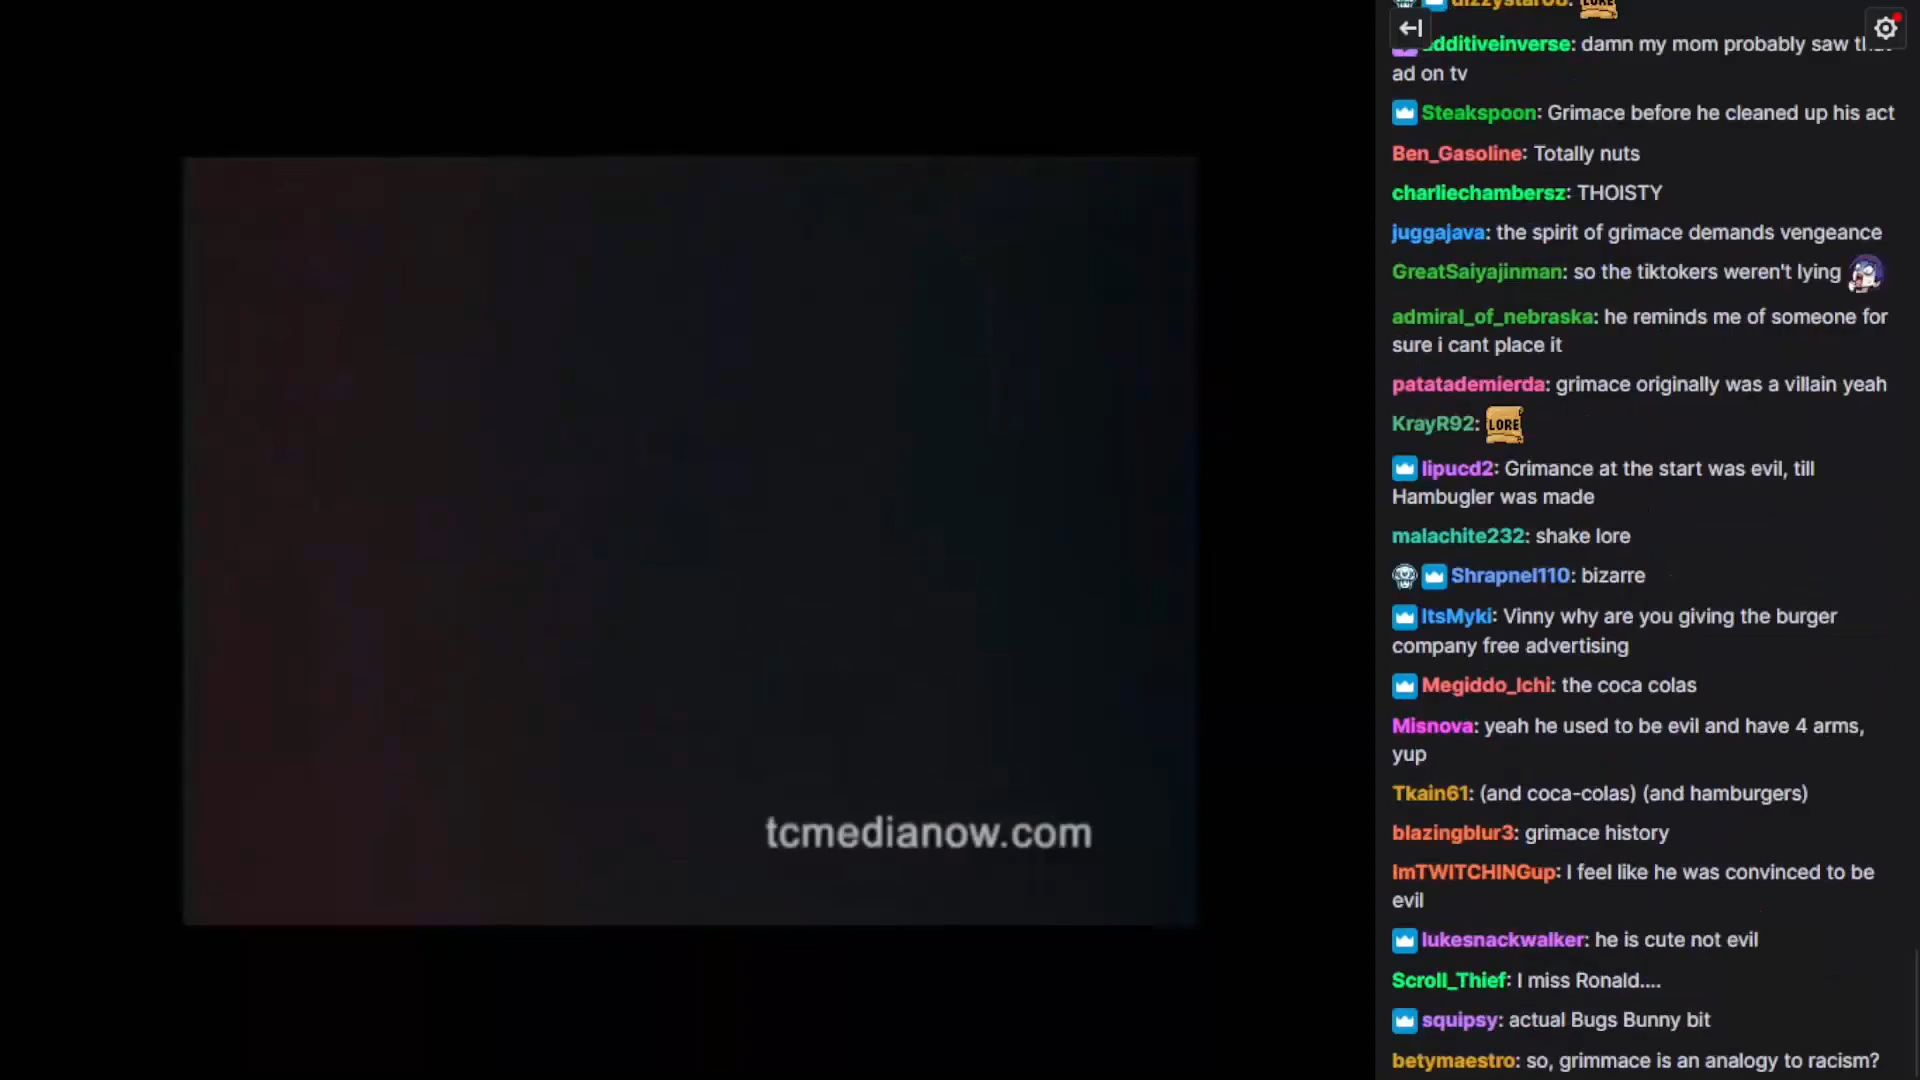 dizzystar08: LORE
additiveinverse: damn my mom probably saw that
ad on tv
Steakspoon: Grimace before he cleaned up his act
Ben_Gasoline: Totally nuts
charliechambersz: THOISTY
juggajava: the spirit of grimace demands vengeance
GreatSaiyajinman: so the tiktokers weren't lying
admiral_of_nebraska: he reminds me of someone for
sure i cant place it
patatademierda: grimace originally was a villain yeah
KrayR92: LORE
lipucd2: Grimance at the start was evil, till
Hambugler was made
malachite232: shake lore
Shrapnel110: bizarre
ItsMyki: Vinny why are you giving the burger
company free advertising
Megiddo_Ichi: the coca colas
Misnova: yeah he used to be evil and have 4 arms,
yup
Tkain61: (and coca-colas) (and hamburgers)
tcmedianow.com
blazingblur3: grimace history
ImTWITCHINGup: I feel like he was convinced to be
evil
lukesnackwalker: he is cute not evil
Scroll_Thief: I miss Ronald....
squipsy: actual Bugs Bunny bit
betymaestro: so, grimmace is an analogy to racism?